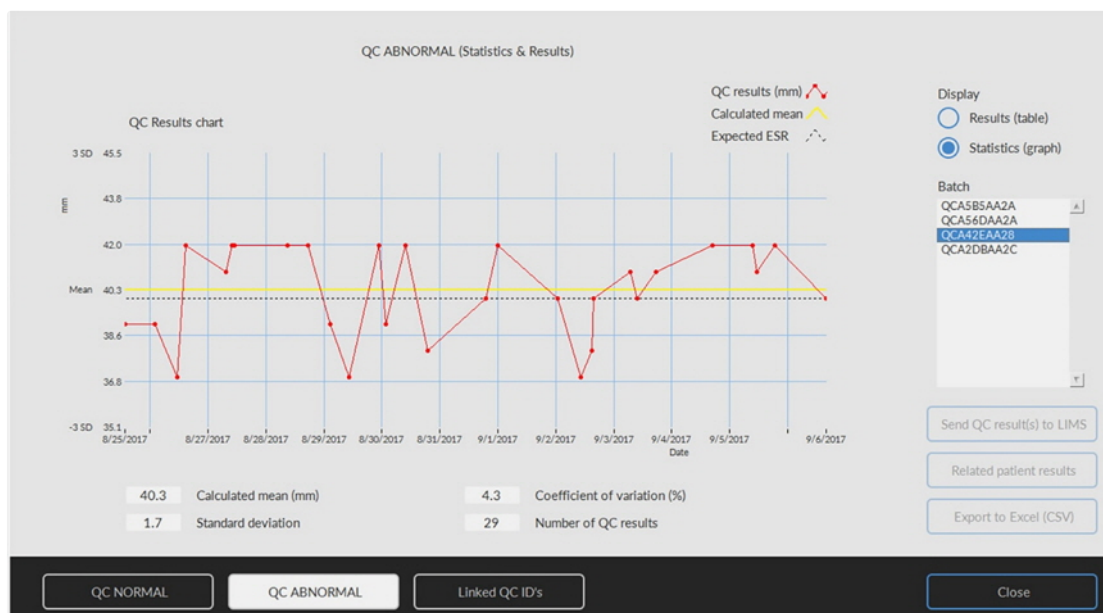 QC ABNORMAL (Statistics & Results)
QC results (mm)
Calculated mean
Expected ESR
QC Results chart
3 SD 45.5
mm
43.8
42.0
Mean 40.3
38.6
36.8
-3 SD 35.1
8/25/2017 8/27/2017 8/28/2017 8/29/2017 8/30/2017 8/31/2017 9/1/2017 9/2/2017 9/3/2017 9/4/2017 9/5/2017 9/6/2017
Date
40.3 Calculated mean (mm) 4.3 Coefficient of variation (%)
1.7 Standard deviation 29 Number of QC results
Display
Results (table)
Statistics (graph)
Batch
QCA5B5AA2A
QCA56DAA2A
QCA42EAA28
QCA2DBAA2C
Send QC result(s) to LIMS
Related patient results
Export to Excel (CSV)
QC NORMAL QC ABNORMAL Linked QC ID's Close